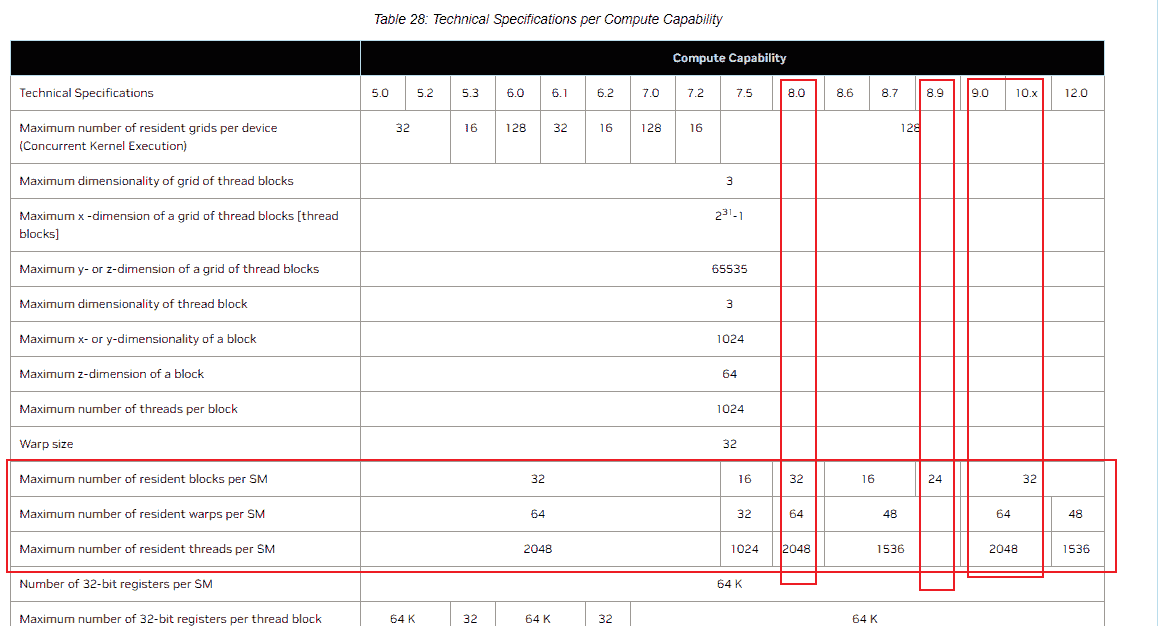 Table 28: Technical Specifications per Compute Capability
Compute Capability
Technical Specifications 5.0 5.2 5.3 6.0 6.1 6.2 7.0 7.2 7.5 8.0 8.6 8.7 8.9 9.0 10.x 12.0
Maximum number of resident grids per device 32 16 128 32 16 128 16 128
(Concurrent Kernel Execution)
Maximum dimensionality of grid of thread blocks 3
Maximum x -dimension of a grid of thread blocks [thread 2³¹-1
blocks]
Maximum y- or z-dimension of a grid of thread blocks 65535
Maximum dimensionality of thread block 3
Maximum x- or y-dimensionality of a block 1024
Maximum z-dimension of a block 64
Maximum number of threads per block 1024
Warp size 32
Maximum number of resident blocks per SM 32 16 32 16 24 32
Maximum number of resident warps per SM 64 32 64 48 64 48
Maximum number of resident threads per SM 2048 1024 2048 1536 2048 1536
Number of 32-bit registers per SM 64 K
Maximum number of 32-bit registers per thread block 64 K 32 64 K 32 64 K